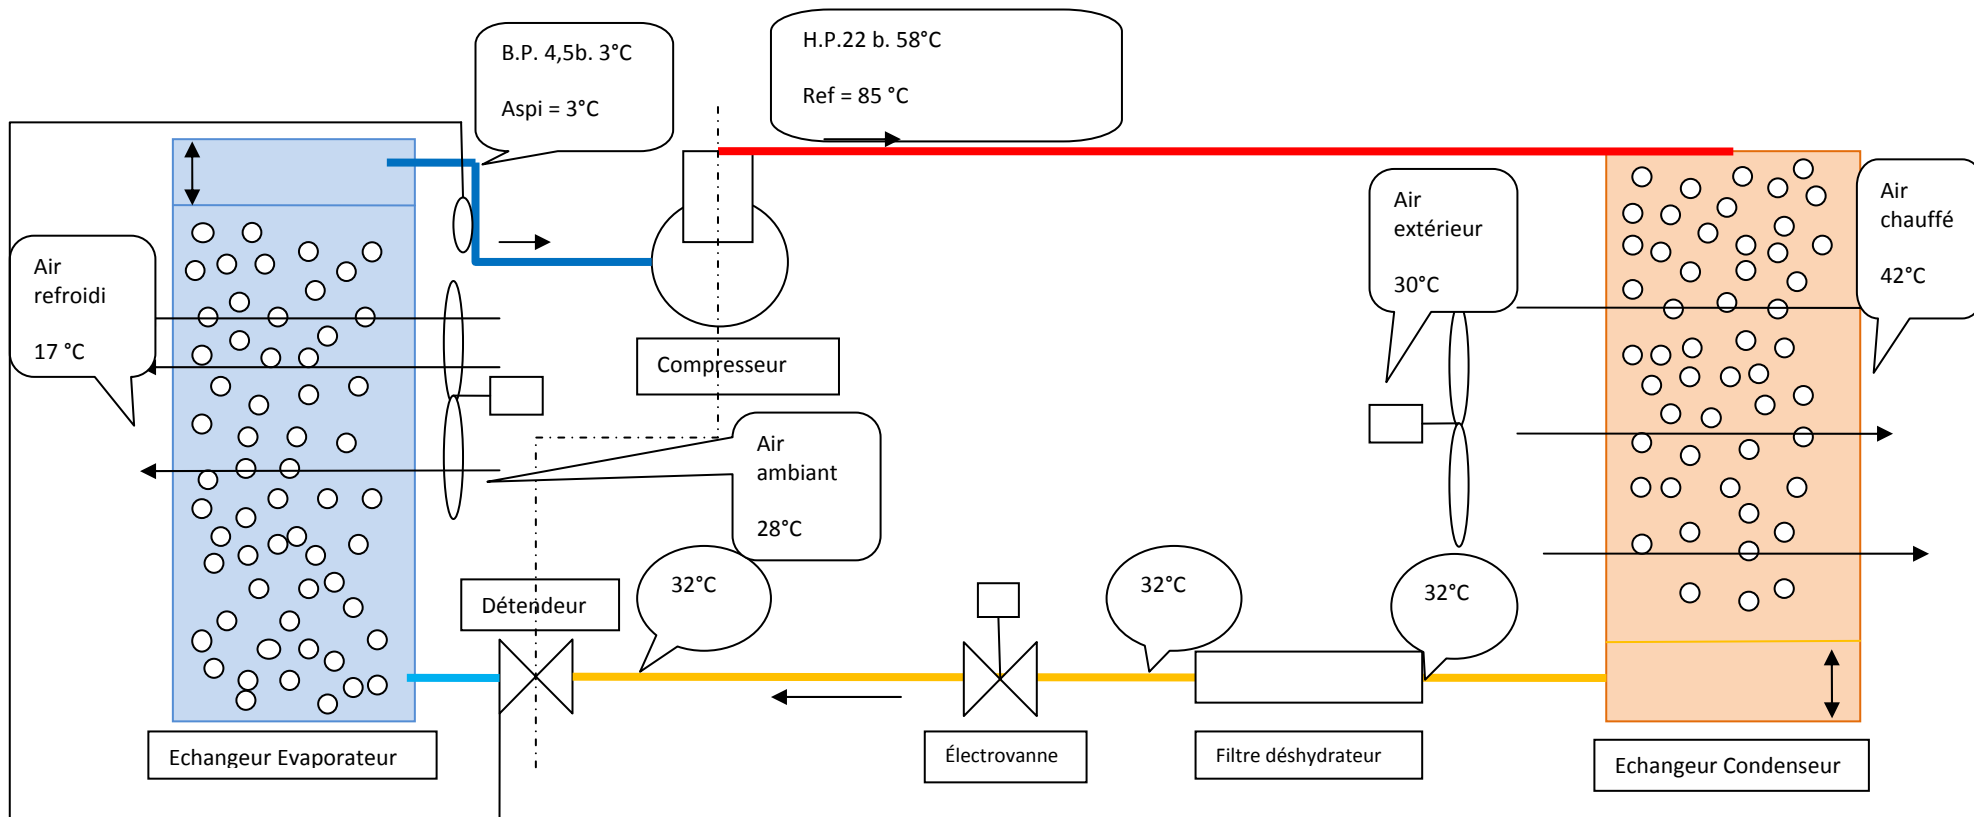 B.P. 4,5b. 3°C
Aspi = 3°C
H.P.22 b. 58°C
Ref = 85 °C
Air
refroidi
17 °C
Compresseur
Air
extérieur
30°C
Air
chauffé
42°C
Air
ambiant
28°C
Détendeur
32°C
32°C
32°C
Echangeur Evaporateur
Électrovanne
Filtre déshydrateur
Echangeur Condenseur